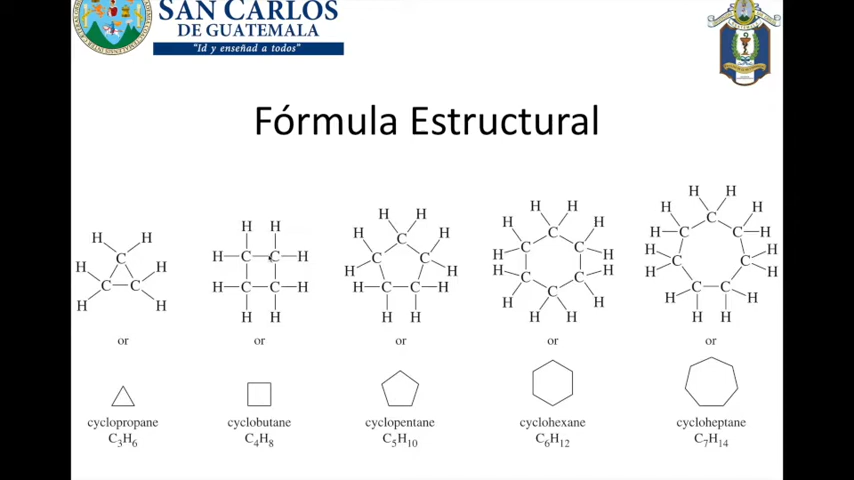 SAN CARLOS
DE GUATEMALA
"Id y enseñad a todos"
Fórmula Estructural
or or or or or
cyclopropane cyclobutane cyclopentane cyclohexane cycloheptane
C3H6 C4H8 C5H10 C6H12 C7H14